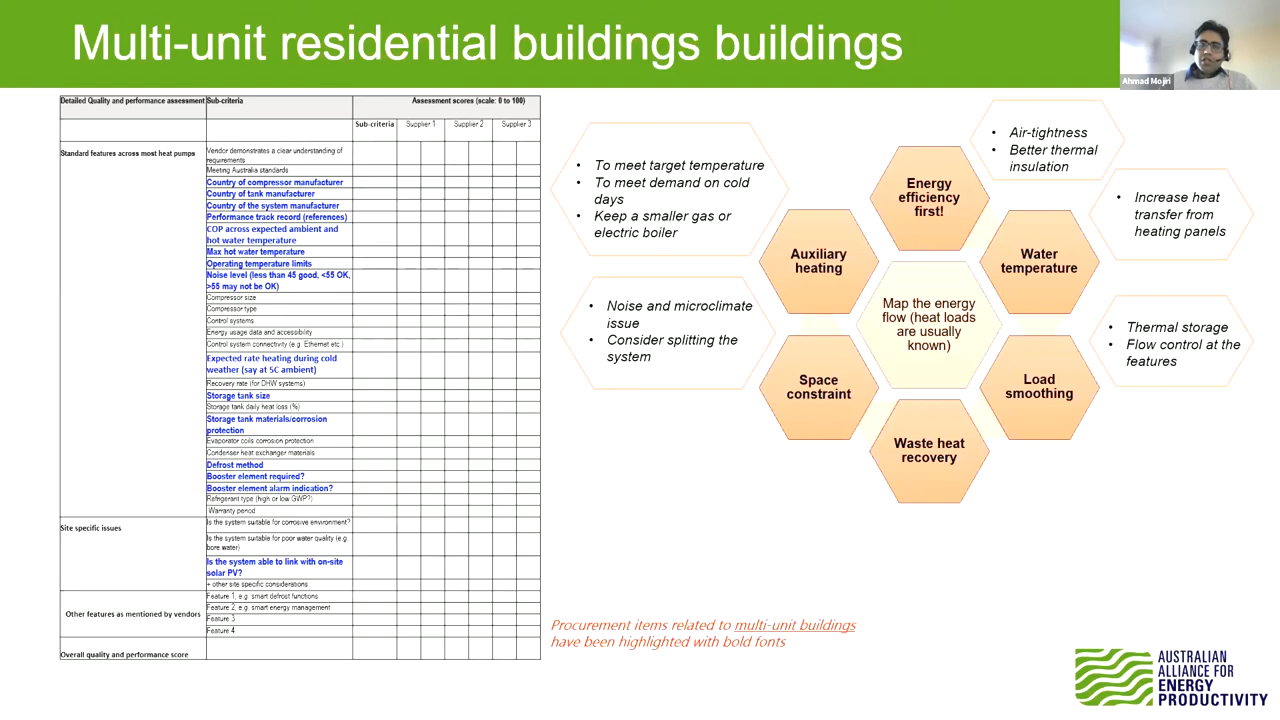 Multi-unit residential buildings buildings
Ahmad Mojiri
Detailed Quality and performance assessment Sub-criteria Assessment scores (scale: 0 to 100)
Sub-criteria Supplier 1 Supplier 2 Supplier 3
Standard features across most heat pumps
Vendor demonstrates a clear understanding of
requirements
Meeting Australia standards
Country of compressor manufacturer
Country of tank manufacturer
Country of the system manufacturer
Performance track record (references)
COP across expected ambient and
hot water temperature
Max hot water temperature
Operating temperature limits
Noise level (less than 45 good, <55 OK,
>55 may not be OK)
Compressor size
Compressor type
Control systems
Energy usage data and accessibility
Control system connectivity (e.g Ethernet etc.)
Expected rate heating during cold
weather (say at 5C ambient)
Recovery rate (for DHW systems)
Storage tank size
Storage tank daily heat loss (%)
Storage tank materials/corrosion
protection
Evaporator coils corrosion protection
Condenser heat exchanger materials
Defrost method
Booster element required?
Booster element alarm indication?
Refrigerant type (high or low GWP?)
Warranty period
Site specific issues
Is the system suitable for corrosive environment?
Is the system suitable for poor water quality (e.g.
bore water)
Is the system able to link with on-site
solar PV?
+ other site specific considerations
Other features as mentioned by vendors
Feature 1, e.g. smart defrost functions
Feature 2, e.g. smart energy management
Feature 3
Feature 4
Overall quality and performance score
• To meet target temperature
• To meet demand on cold
days
• Keep a smaller gas or
electric boiler
• Noise and microclimate
issue
• Consider splitting the
system
Auxiliary
heating
Space
constraint
Energy
efficiency
first!
Map the energy
flow (heat loads
are usually
known)
Waste heat
recovery
Water
temperature
Load
smoothing
• Air-tightness
• Better thermal
insulation
• Increase heat
transfer from
heating panels
• Thermal storage
• Flow control at the
features
Procurement items related to multi-unit buildings
have been highlighted with bold fonts
AUSTRALIAN
ALLIANCE FOR
ENERGY
PRODUCTIVITY